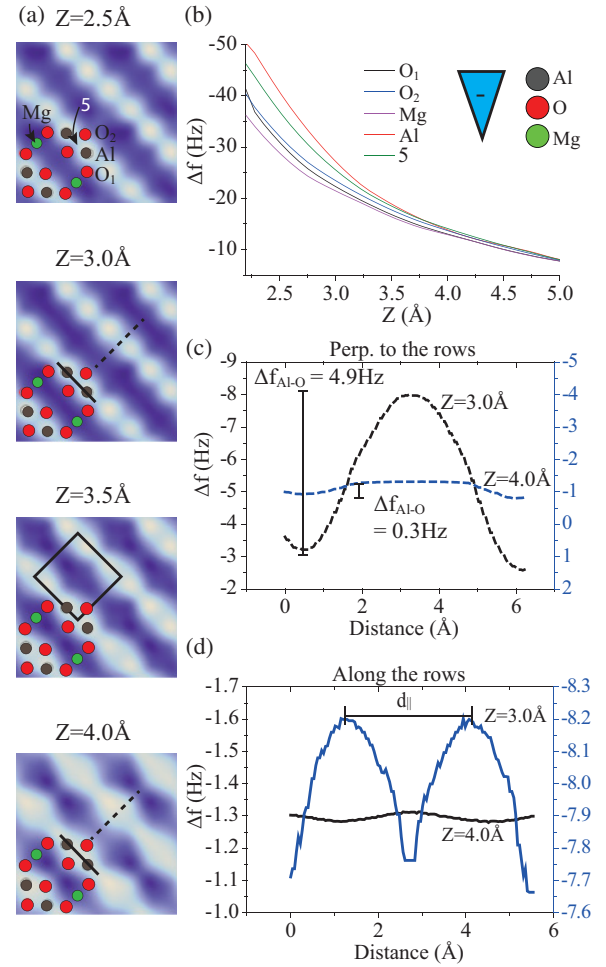 (a)
Z=2.5Å
Mg
5
O₂
Al
O₁
Z=3.0Å
Z=3.5Å
Z=4.0Å
(b)
-50
-40
-30
-20
-10
Δf (Hz)
O₁
O₂
Mg
Al
5
-
Al
O
Mg
2.5 3.0 3.5 4.0 4.5 5.0
Z (Å)
(c)
Perp. to the rows
-9
-8
-7
-6
-5
-4
-3
-2
Δf (Hz)
Δf_Al-O = 4.9Hz
Z=3.0Å
Z=4.0Å
Δf_Al-O
= 0.3Hz
-5
-4
-3
-2
-1
0
1
2
0 2 4 6
Distance (Å)
(d)
Along the rows
-1.7
-1.6
-1.5
-1.4
-1.3
-1.2
-1.1
-1.0
Δf (Hz)
d||
Z=3.0Å
Z=4.0Å
-8.3
-8.2
-8.1
-8.0
-7.9
-7.8
-7.7
-7.6
0 2 4 6
Distance (Å)